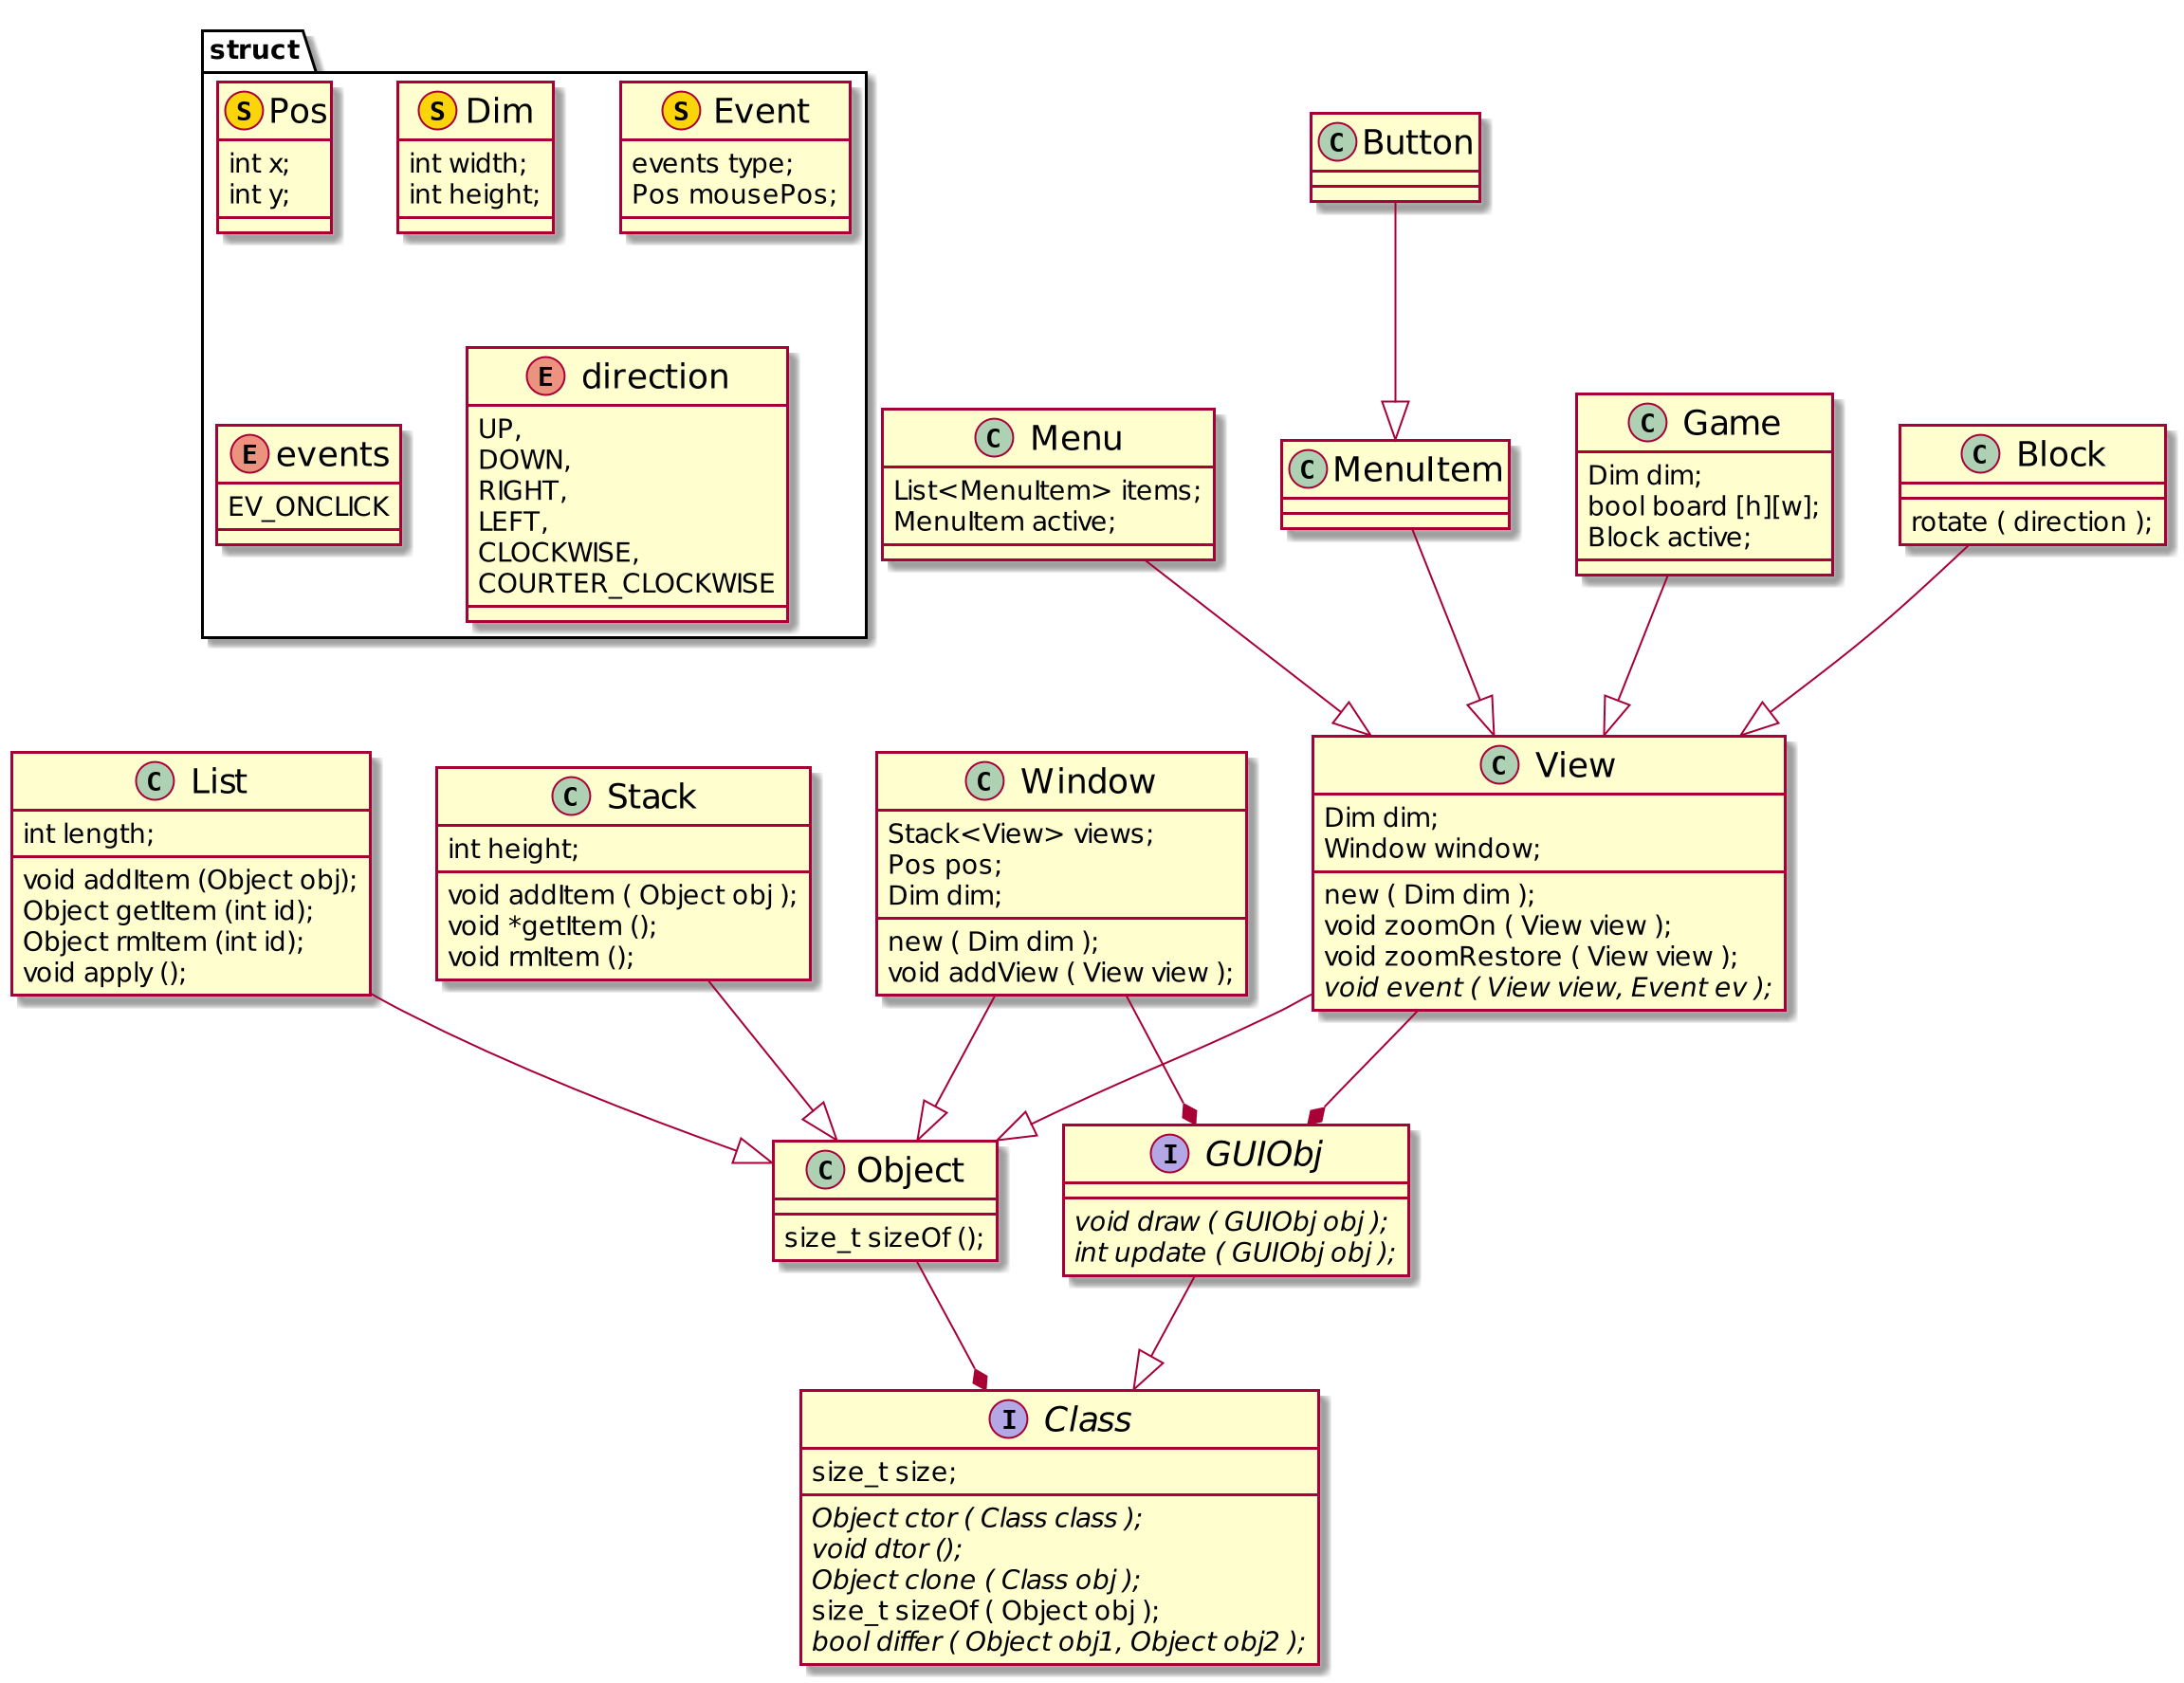 struct
S Pos
int x;
int y;
S Dim
int width;
int height;
S Event
events type;
Pos mousePos;
C Button
E events
EV_ONCLICK
E direction
UP,
DOWN,
RIGHT,
LEFT,
CLOCKWISE,
COURTER_CLOCKWISE
C Menu
List<MenuItem> items;
MenuItem active;
C MenuItem
C Game
Dim dim;
bool board [h][w];
Block active;
C Block
rotate ( direction );
C List
int length;
void addItem (Object obj);
Object getItem (int id);
Object rmItem (int id);
void apply ();
C Stack
int height;
void addItem ( Object obj );
void *getItem ();
void rmItem ();
C Window
Stack<View> views;
Pos pos;
Dim dim;
new ( Dim dim );
void addView ( View view );
C View
Dim dim;
Window window;
new ( Dim dim );
void zoomOn ( View view );
void zoomRestore ( View view );
void event ( View view, Event ev );
C Object
size_t sizeOf ();
I GUIObj
void draw ( GUIObj obj );
int update ( GUIObj obj );
I Class
size_t size;
Object ctor ( Class class );
void dtor ();
Object clone ( Class obj );
size_t sizeOf ( Object obj );
bool differ ( Object obj1, Object obj2 );